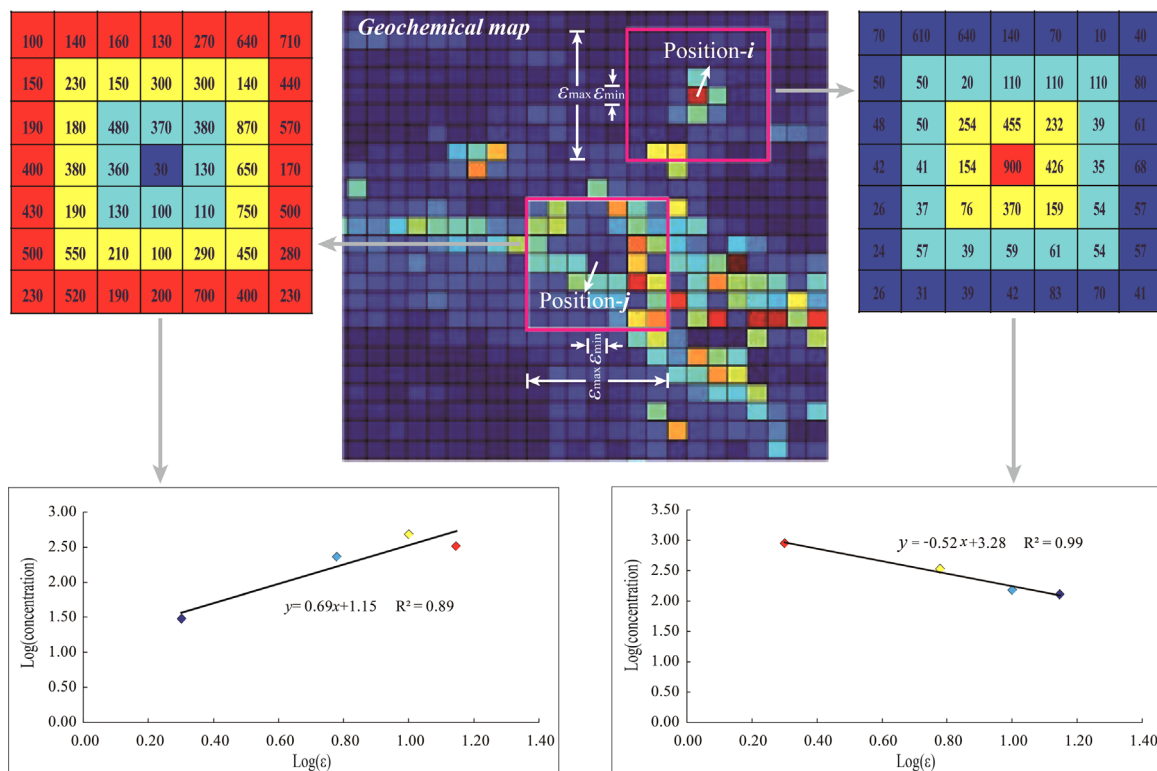 100 140 160 130 270 640 710
150 230 150 300 300 140 440
190 180 480 370 380 870 570
400 380 360 30 130 650 170
430 190 130 100 110 750 500
500 550 210 100 290 450 280
230 520 190 200 700 400 230
Geochemical map
Position-i
εmax εmin
Position-j
εmin
εmax
70 610 640 140 70 10 40
50 50 20 110 110 110 80
48 50 254 455 232 39 61
42 41 154 900 426 35 68
26 37 76 370 159 54 57
24 57 39 59 61 54 57
26 31 39 42 83 70 41
Log(concentration)
3.00
2.50
2.00
1.50
1.00
0.50
0.00
y= 0.69x+1.15 R² = 0.89
0.00 0.20 0.40 0.60 0.80 1.00 1.20 1.40
Log(ε)
Log(concentration)
3.50
3.00
2.50
2.00
1.50
1.00
0.50
0.00
y = -0.52x+3.28 R² = 0.99
0.00 0.20 0.40 0.60 0.80 1.00 1.20 1.40
Log(ε)